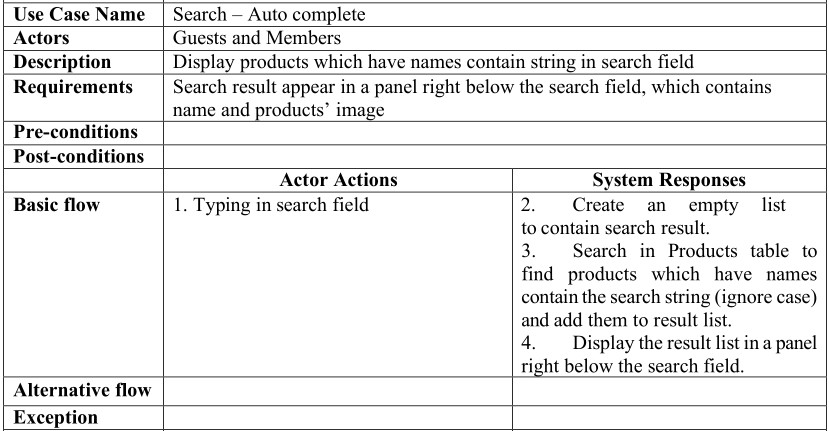 Use Case Name Search – Auto complete
Actors Guests and Members
Description Display products which have names contain string in search field
Requirements Search result appear in a panel right below the search field, which contains
name and products’ image
Pre-conditions
Post-conditions
Actor Actions System Responses
Basic flow 1. Typing in search field 2. Create an empty list
to contain search result.
3. Search in Products table to
find products which have names
contain the search string (ignore case)
and add them to result list.
4. Display the result list in a panel
right below the search field.
Alternative flow
Exception